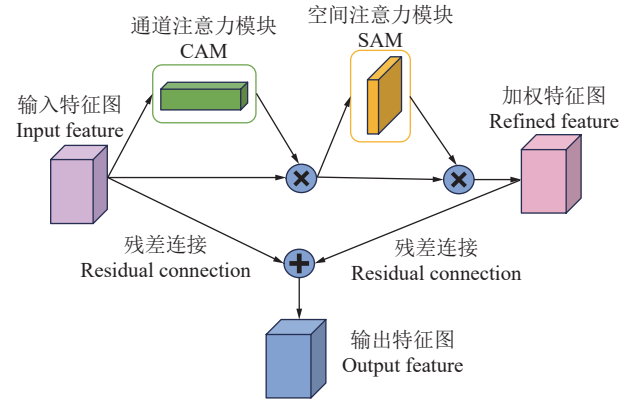 通道注意力模块
CAM
空间注意力模块
SAM
输入特征图
Input feature
加权特征图
Refined feature
残差连接
Residual connection
残差连接
Residual connection
输出特征图
Output feature